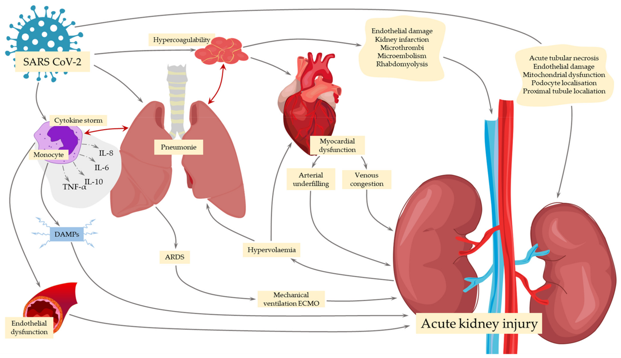 SARS CoV-2
Hypercoagulability
Endothelial damage
Kidney infarction
Microthrombi
Microembolism
Rhabdomyolysis
Acute tubular necrosis
Endothelial damage
Mitochondrial dysfunction
Podocyte localisation
Proximal tubule localiation
Cytokine storm
Monocyte
IL-8
IL-6
IL-10
TNF-α
Pneumonie
Myocardial
dysfunction
Arterial
underfilling
Venous
congestion
DAMPs
ARDS
Hypervolaemia
Mechanical
ventilation ECMO
Endothelial
dysfunction
Acute kidney injury